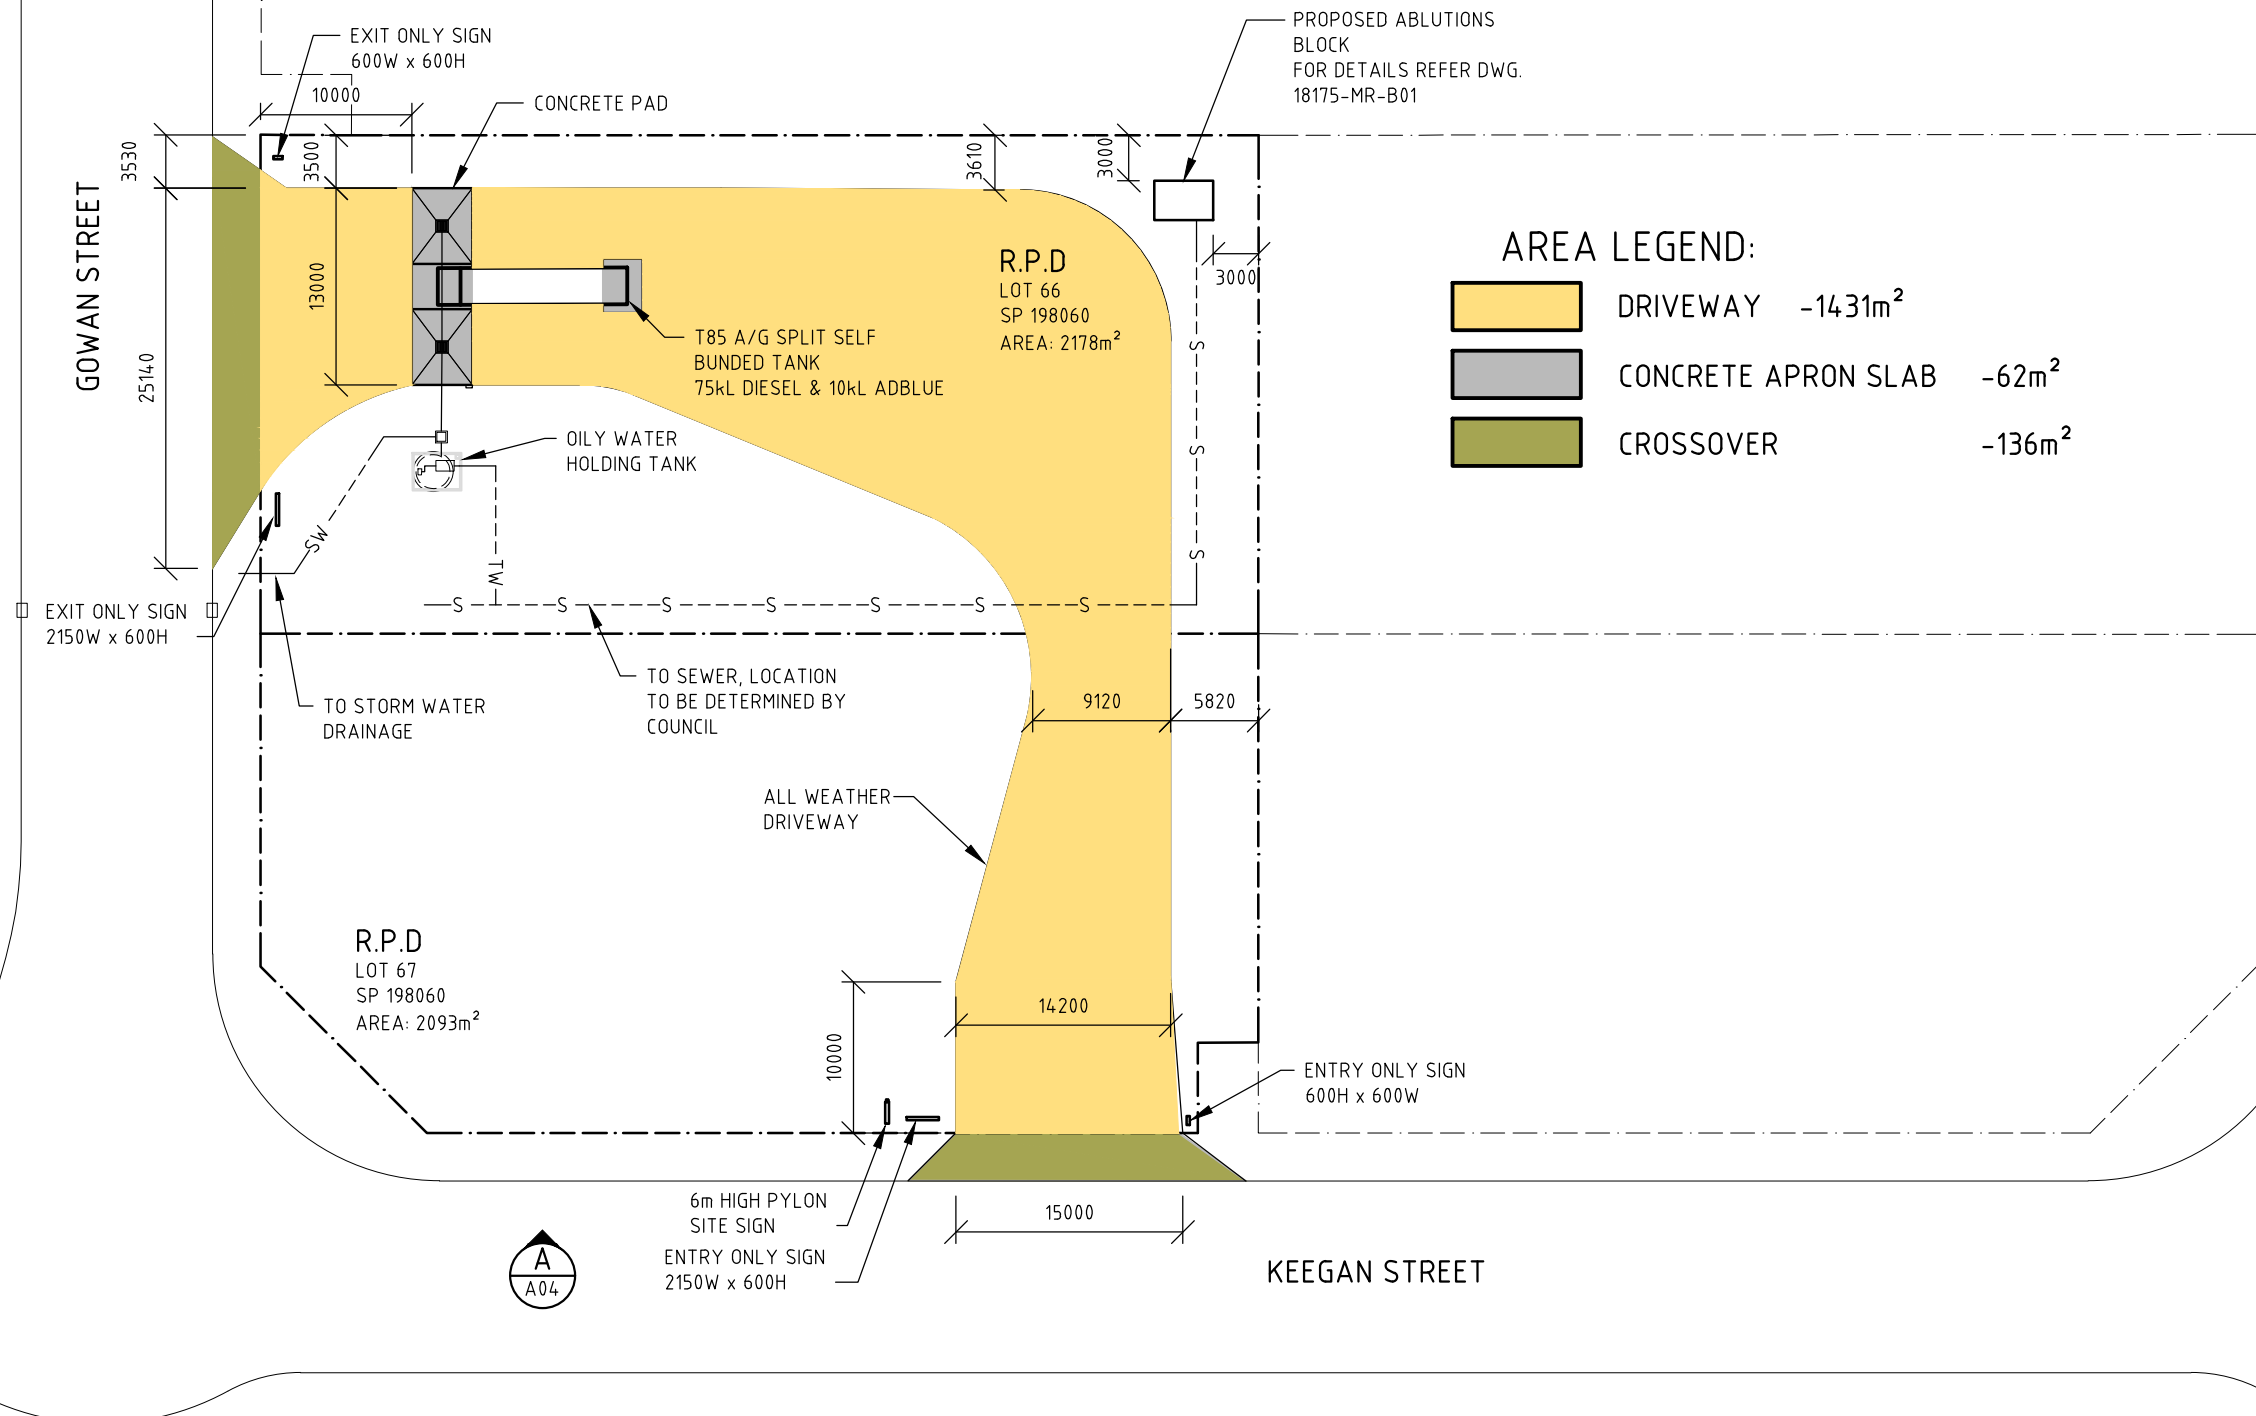 EXIT ONLY SIGN
600W x 600H
10000
CONCRETE PAD
PROPOSED ABLUTIONS
BLOCK
FOR DETAILS REFER DWG.
18175-MR-B01
3530
3500
3610
3000
3000
GOWAN STREET
25140
13000
R.P.D
LOT 66
SP 198060
AREA: 2178m²
T85 A/G SPLIT SELF
BUNDED TANK
75kL DIESEL & 10kL ADBLUE
AREA LEGEND:
DRIVEWAY -1431m²
CONCRETE APRON SLAB -62m²
CROSSOVER -136m²
S
S
S
OILY WATER
HOLDING TANK
SW
TW
S S S S S S S
EXIT ONLY SIGN
2150W x 600H
TO STORM WATER
DRAINAGE
TO SEWER, LOCATION
TO BE DETERMINED BY
COUNCIL
9120
5820
ALL WEATHER
DRIVEWAY
R.P.D
LOT 67
SP 198060
AREA: 2093m²
14200
10000
ENTRY ONLY SIGN
600H x 600W
6m HIGH PYLON
SITE SIGN
ENTRY ONLY SIGN
2150W x 600H
15000
A
A04
KEEGAN STREET